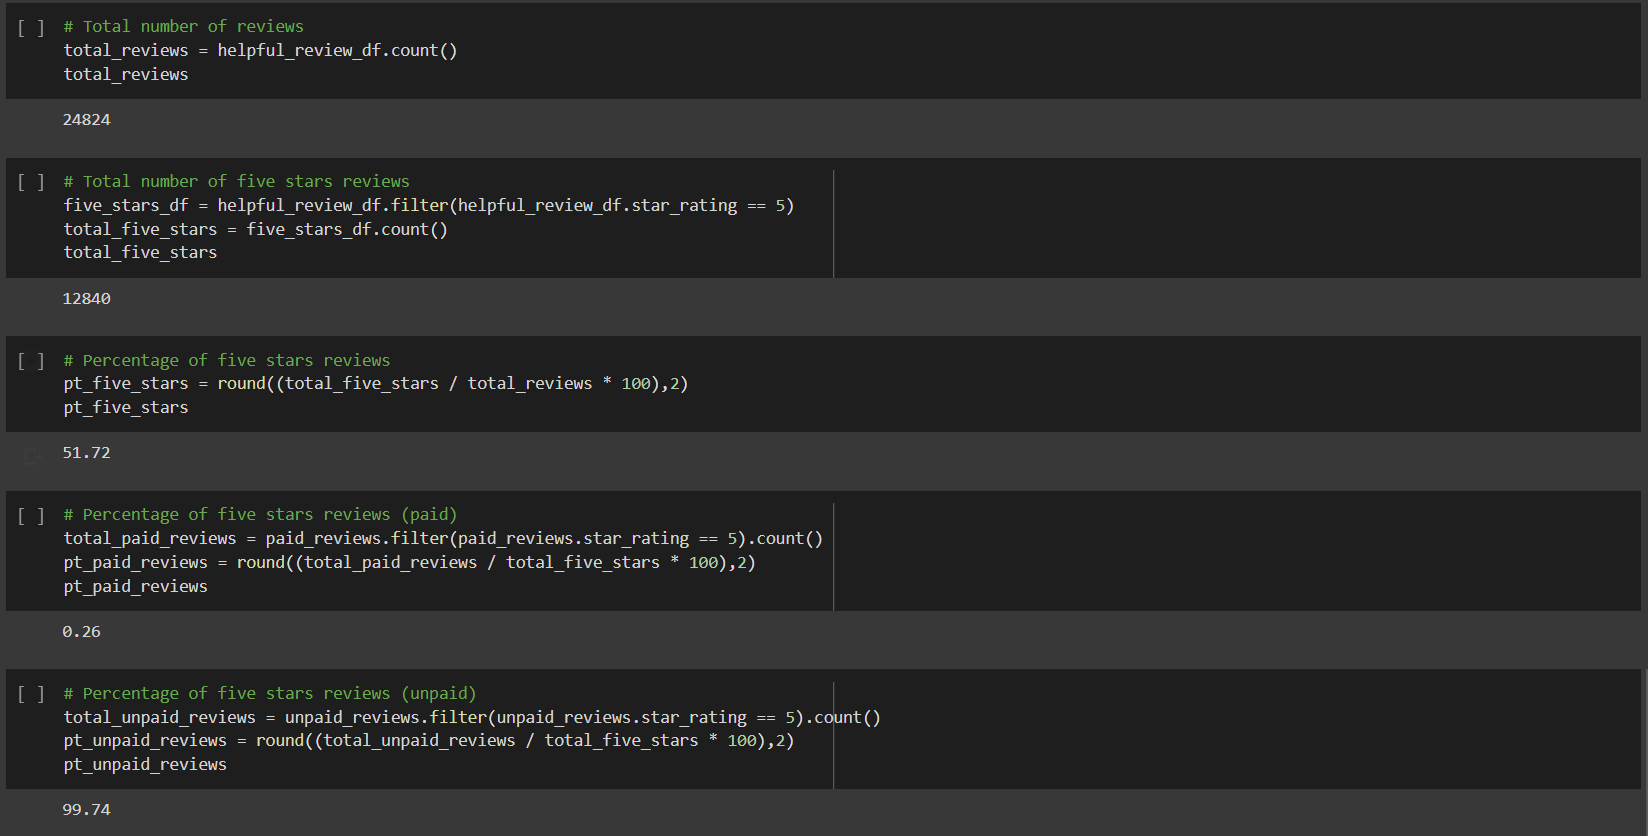 [ ] # Total number of reviews
total_reviews = helpful_review_df.count()
total_reviews
24824
[ ] # Total number of five stars reviews
five_stars_df = helpful_review_df.filter(helpful_review_df.star_rating == 5)
total_five_stars = five_stars_df.count()
total_five_stars
12840
[ ] # Percentage of five stars reviews
pt_five_stars = round((total_five_stars / total_reviews * 100),2)
pt_five_stars
51.72
[ ] # Percentage of five stars reviews (paid)
total_paid_reviews = paid_reviews.filter(paid_reviews.star_rating == 5).count()
pt_paid_reviews = round((total_paid_reviews / total_five_stars * 100),2)
pt_paid_reviews
0.26
[ ] # Percentage of five stars reviews (unpaid)
total_unpaid_reviews = unpaid_reviews.filter(unpaid_reviews.star_rating == 5).count()
pt_unpaid_reviews = round((total_unpaid_reviews / total_five_stars * 100),2)
pt_unpaid_reviews
99.74